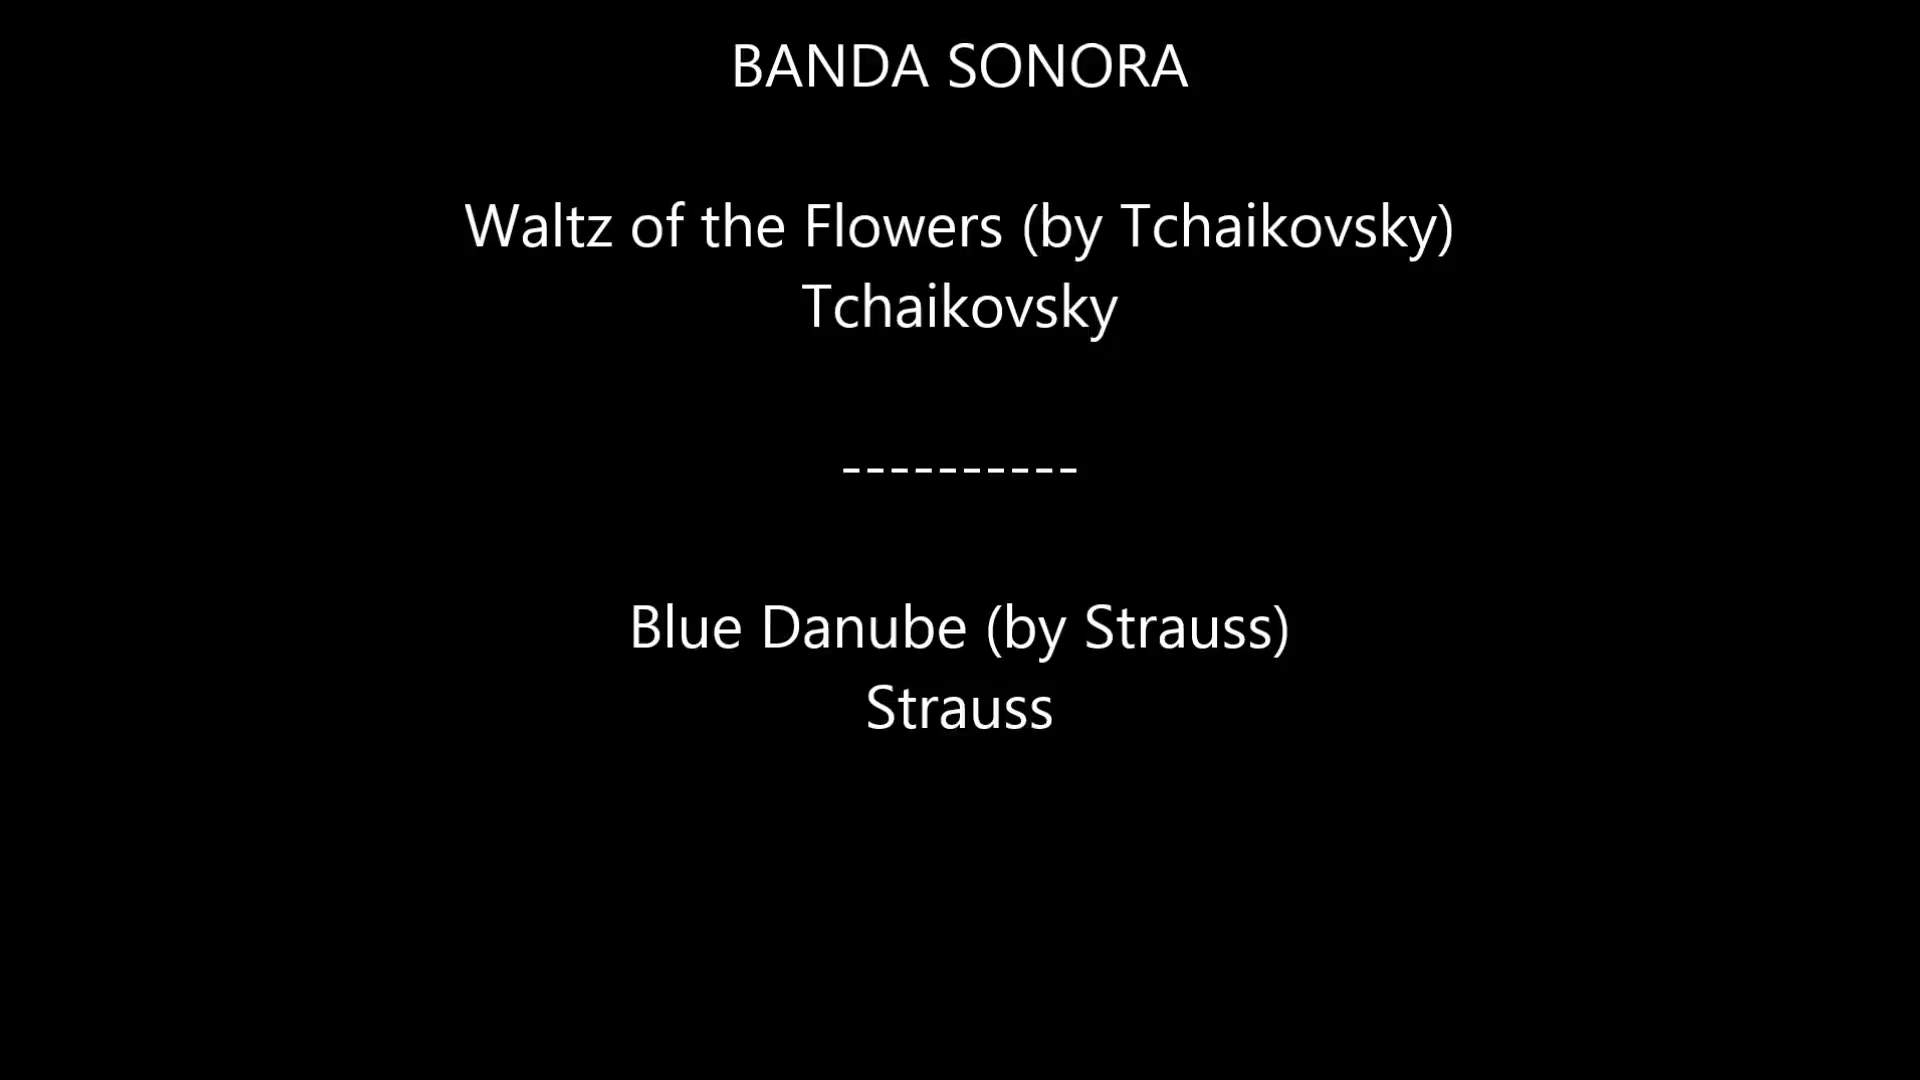 BANDA SONORA
Waltz of the Flowers (by Tchaikovsky)
Tchaikovsky
----------
Blue Danube (by Strauss)
Strauss